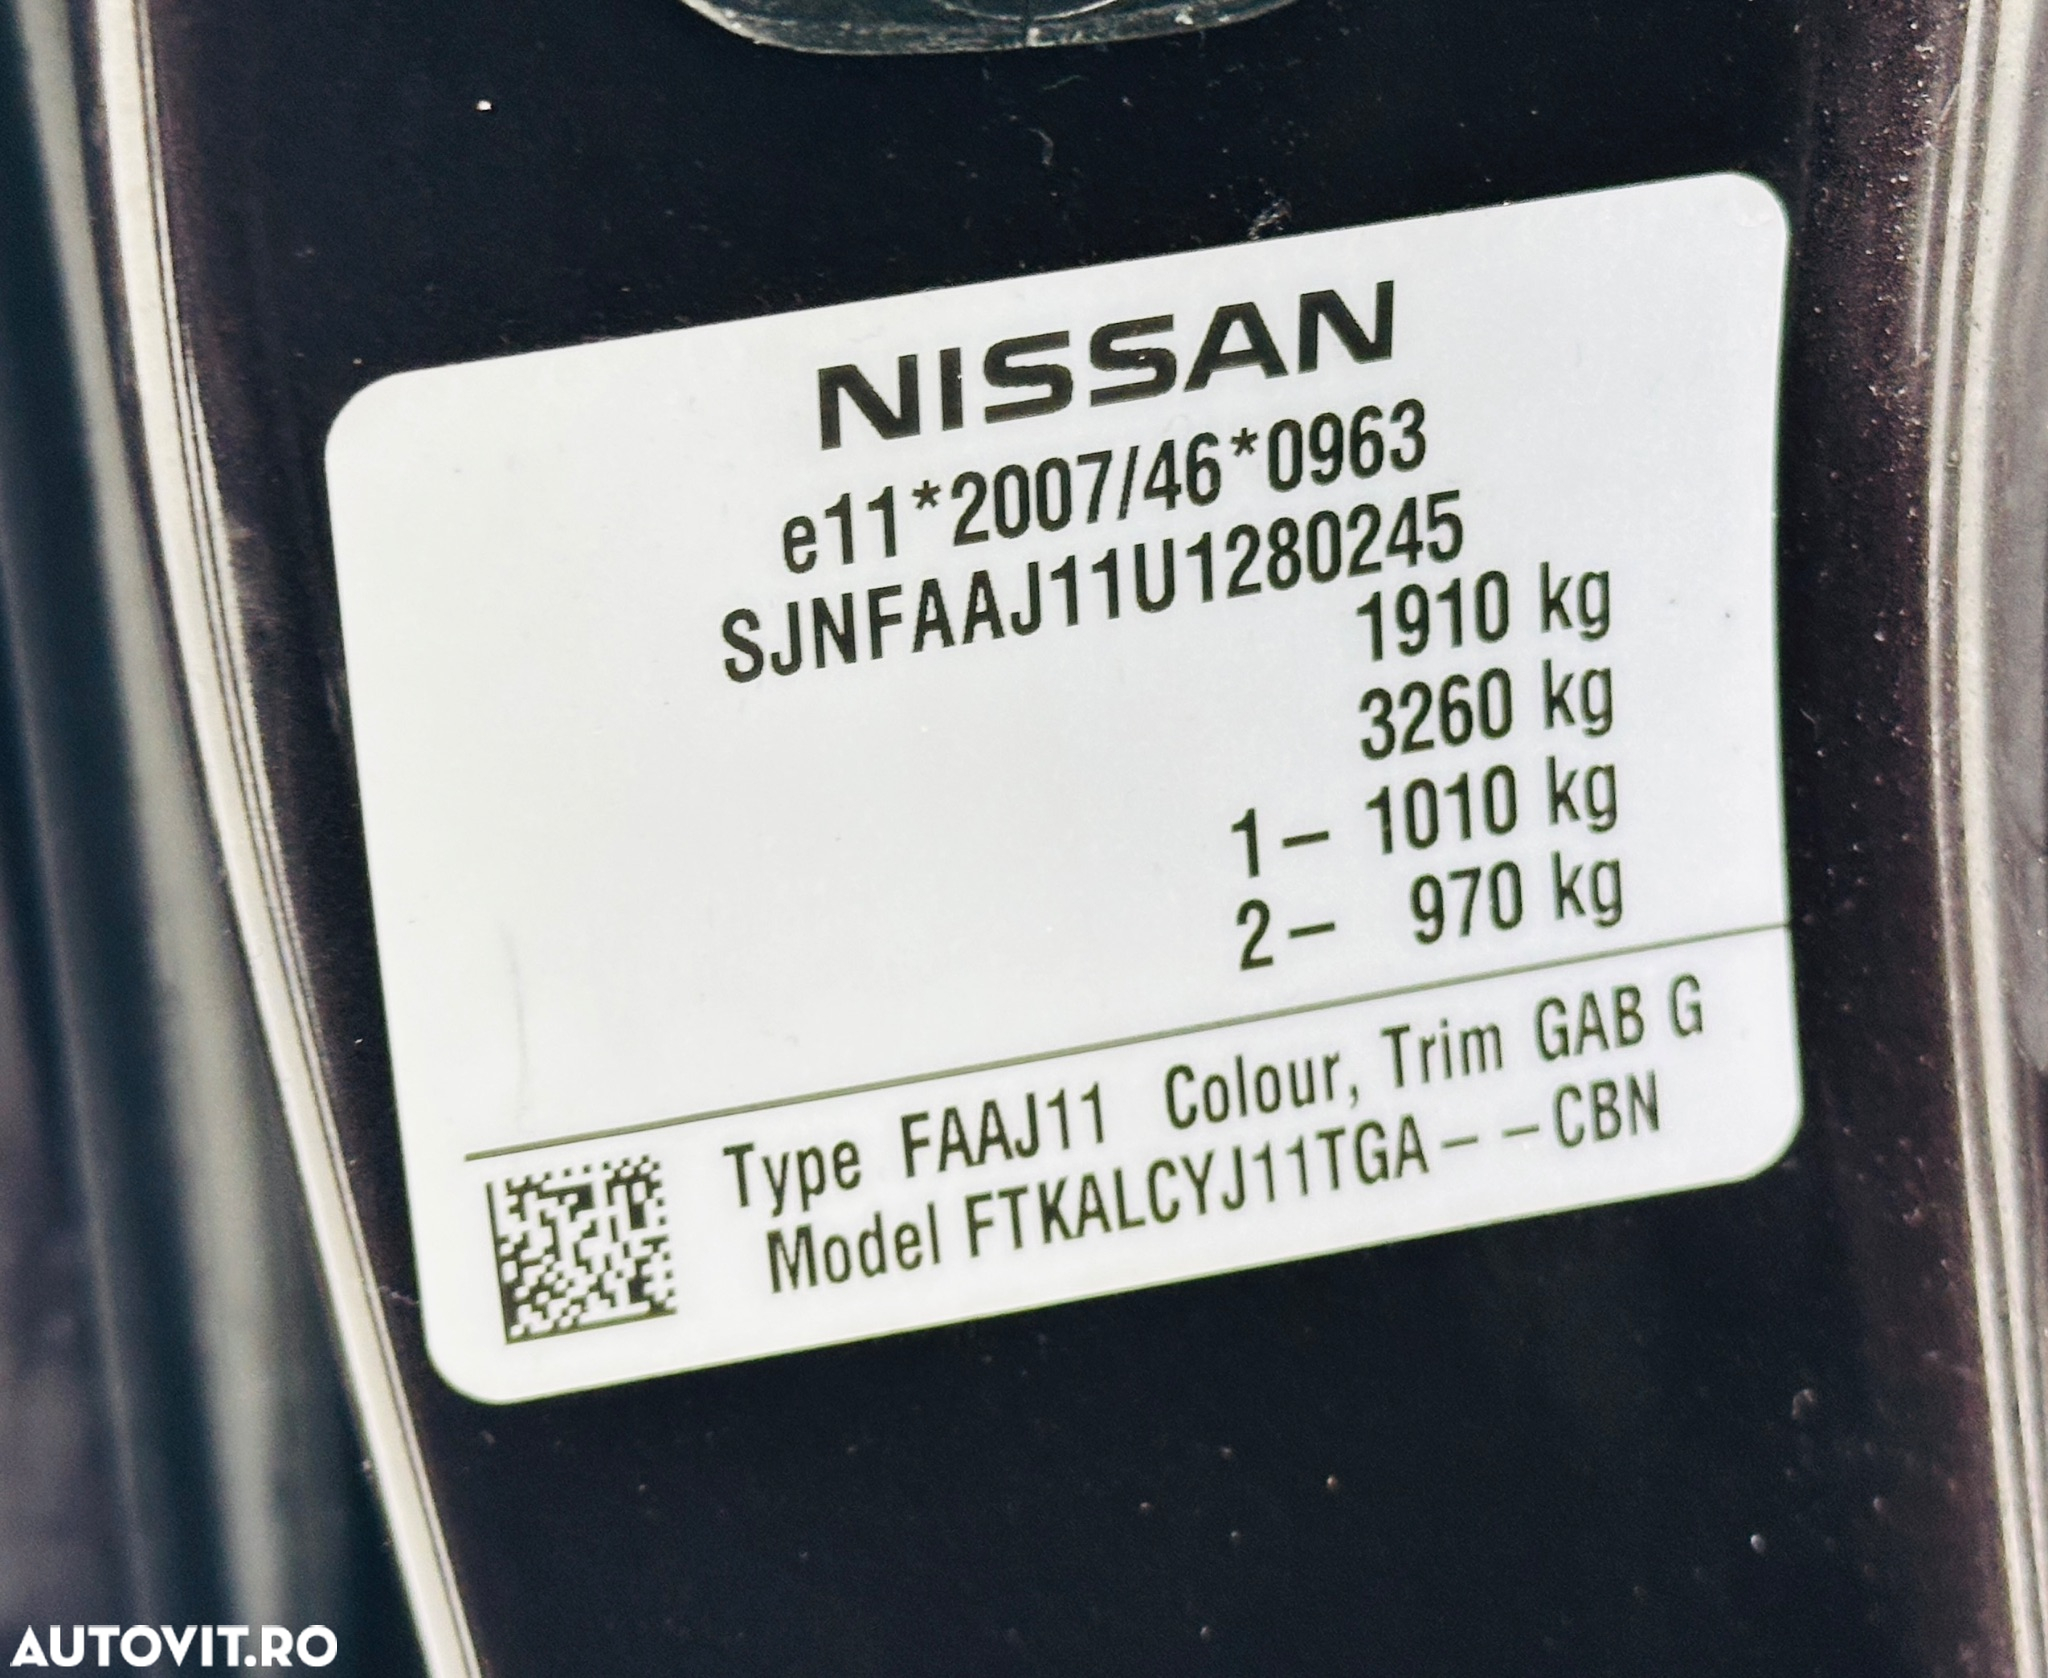 NISSAN
e11*2007/46*0963
SJNFAAJ11U1280245
1910 kg
3260 kg
1– 1010 kg
2– 970 kg
Type FAAJ11 Colour, Trim GAB G
Model FTKALCYJ11TGA– –CBN
AUTOVIT.RO